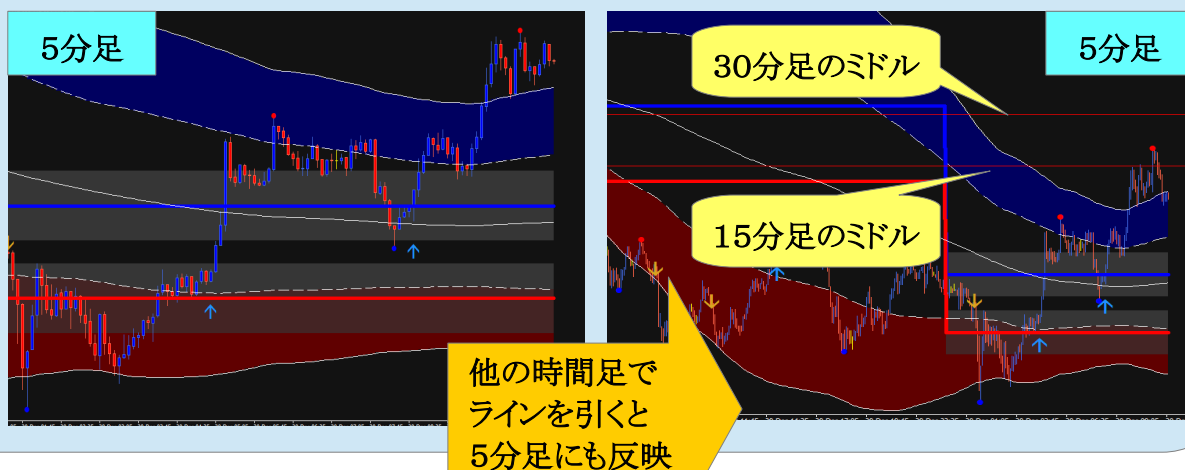 5分足
30分足のミドル
5分足
15分足のミドル
他の時間足で
ラインを引くと
5分足にも反映